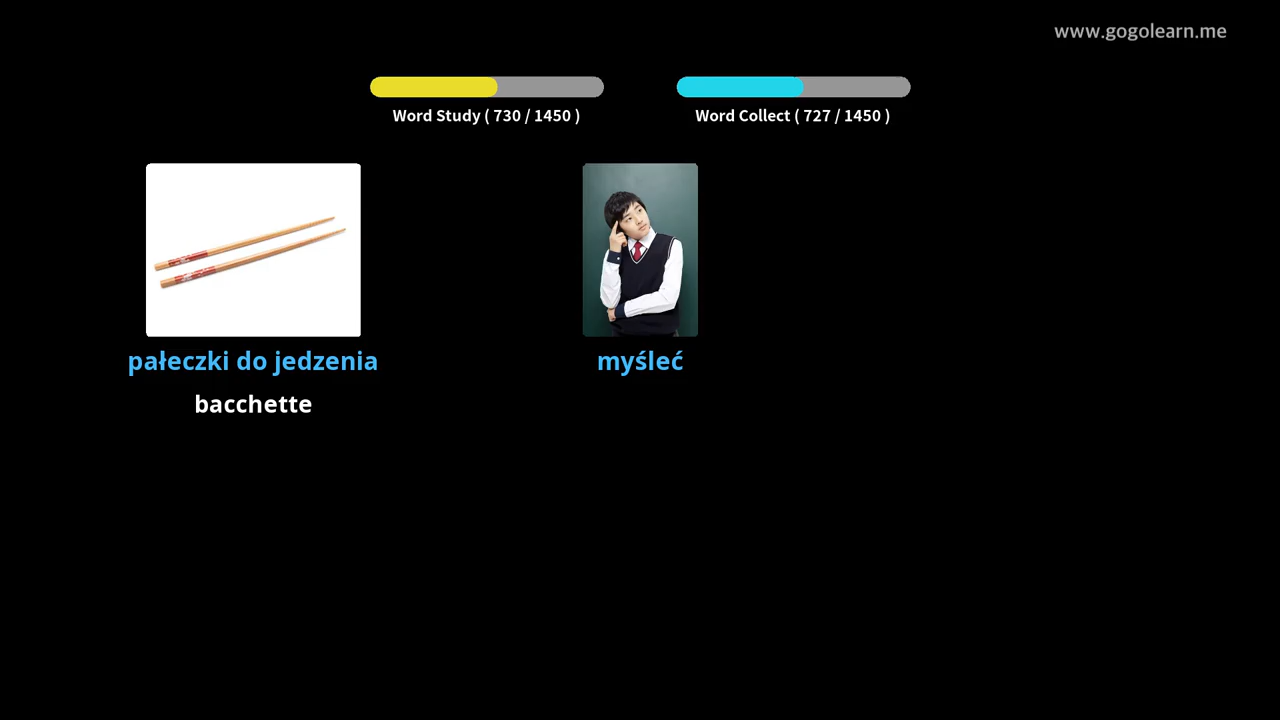 www.gogolearn.me
Word Study ( 730 / 1450 )
Word Collect ( 727 / 1450 )
pałeczki do jedzenia
myśleć
bacchette